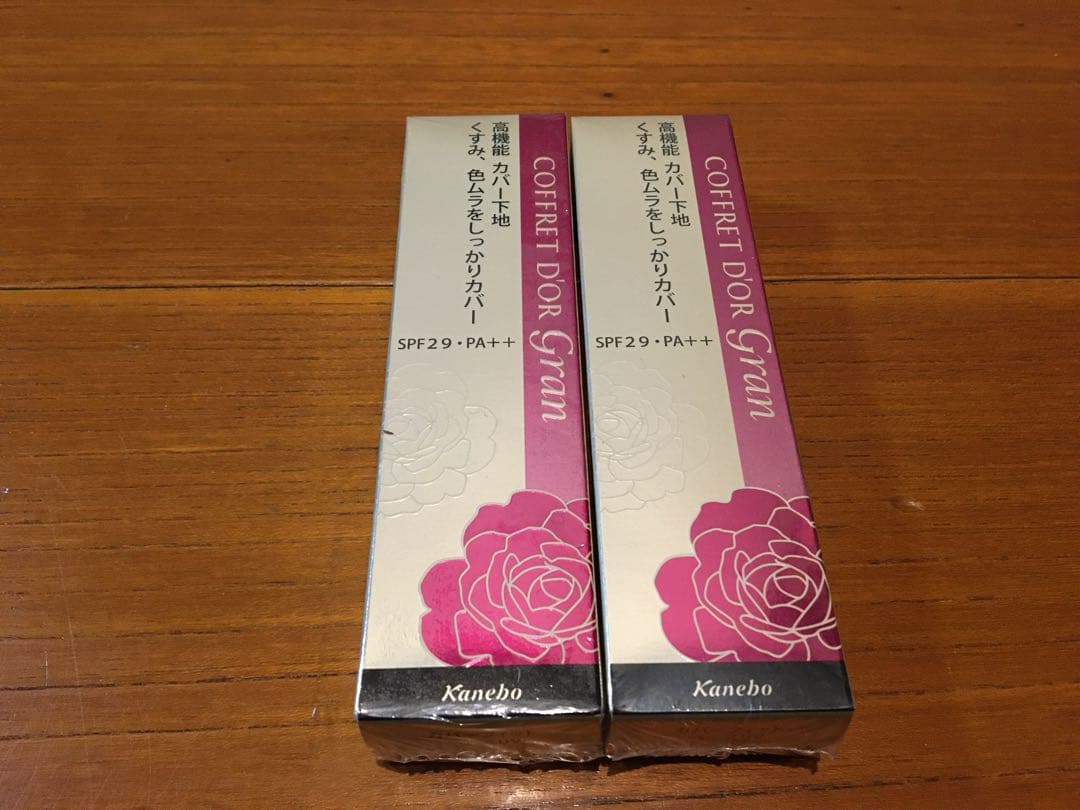 高機能 カバー下地
くすみ、色ムラをしっかりカバー
SPF29・PA++
COFFRET D'OR Gran
Kanebo
高機能 カバー下地
くすみ、色ムラをしっかりカバー
SPF29・PA++
COFFRET D'OR Gran
Kanebo